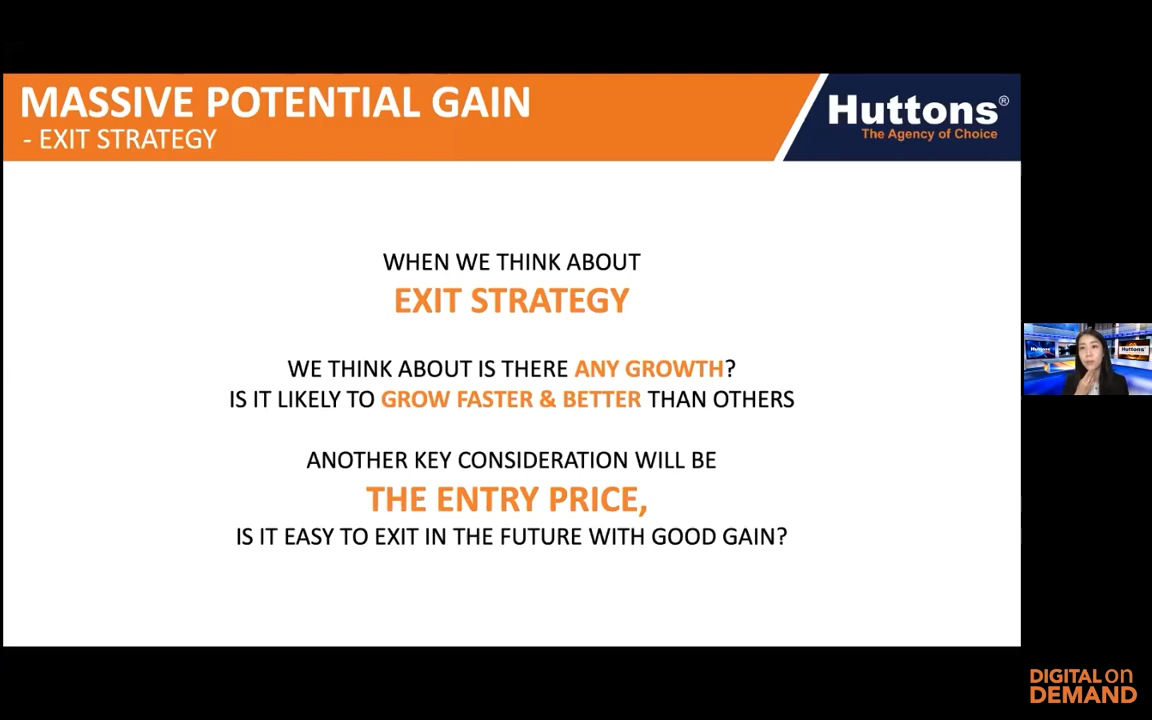 MASSIVE POTENTIAL GAIN
- EXIT STRATEGY
Huttons®
The Agency of Choice
WHEN WE THINK ABOUT
EXIT STRATEGY
WE THINK ABOUT IS THERE ANY GROWTH?
IS IT LIKELY TO GROW FASTER & BETTER THAN OTHERS
ANOTHER KEY CONSIDERATION WILL BE
THE ENTRY PRICE,
IS IT EASY TO EXIT IN THE FUTURE WITH GOOD GAIN?
Huttons
Huttons
DIGITAL on
DEMAND